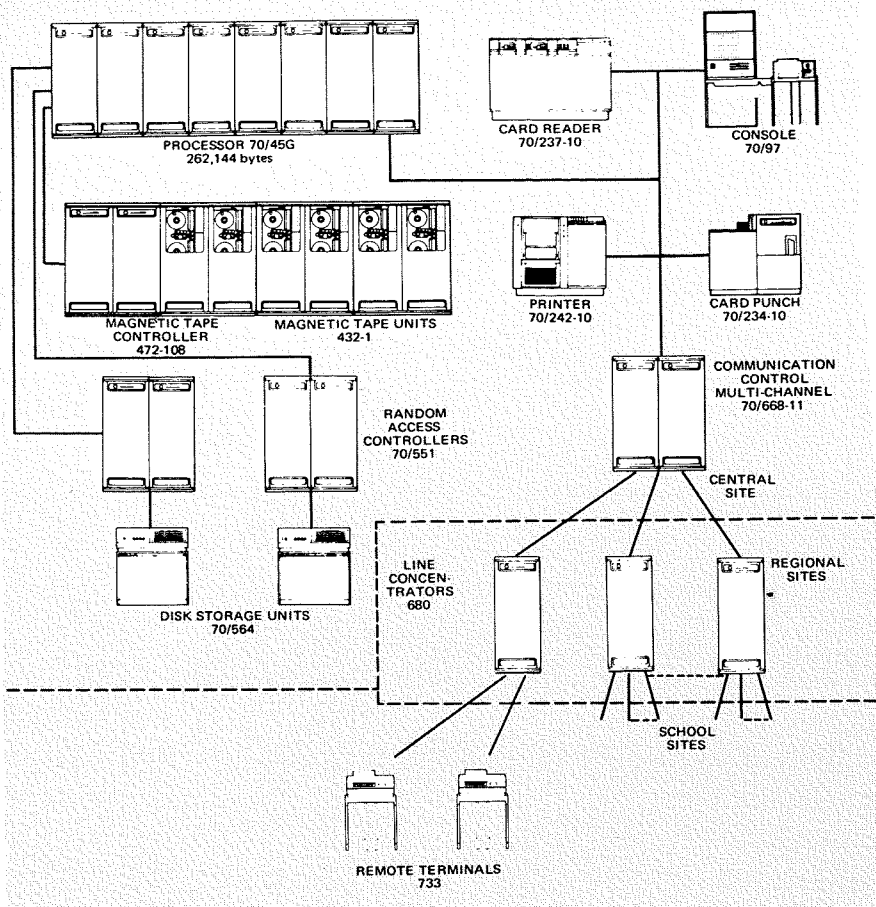 PROCESSOR 70/45G
262,144 bytes
CARD READER
70/237-10
CONSOLE
70/97
MAGNETIC TAPE
CONTROLLER
472-108
MAGNETIC TAPE UNITS
432-1
PRINTER
70/242-10
CARD PUNCH
70/234-10
RANDOM
ACCESS
CONTROLLERS
70/551
COMMUNICATION
CONTROL
MULTI-CHANNEL
70/668-11
CENTRAL
SITE
DISK STORAGE UNITS
70/564
LINE
CONCEN-
TRATORS
680
REGIONAL
SITES
SCHOOL
SITES
REMOTE TERMINALS
733